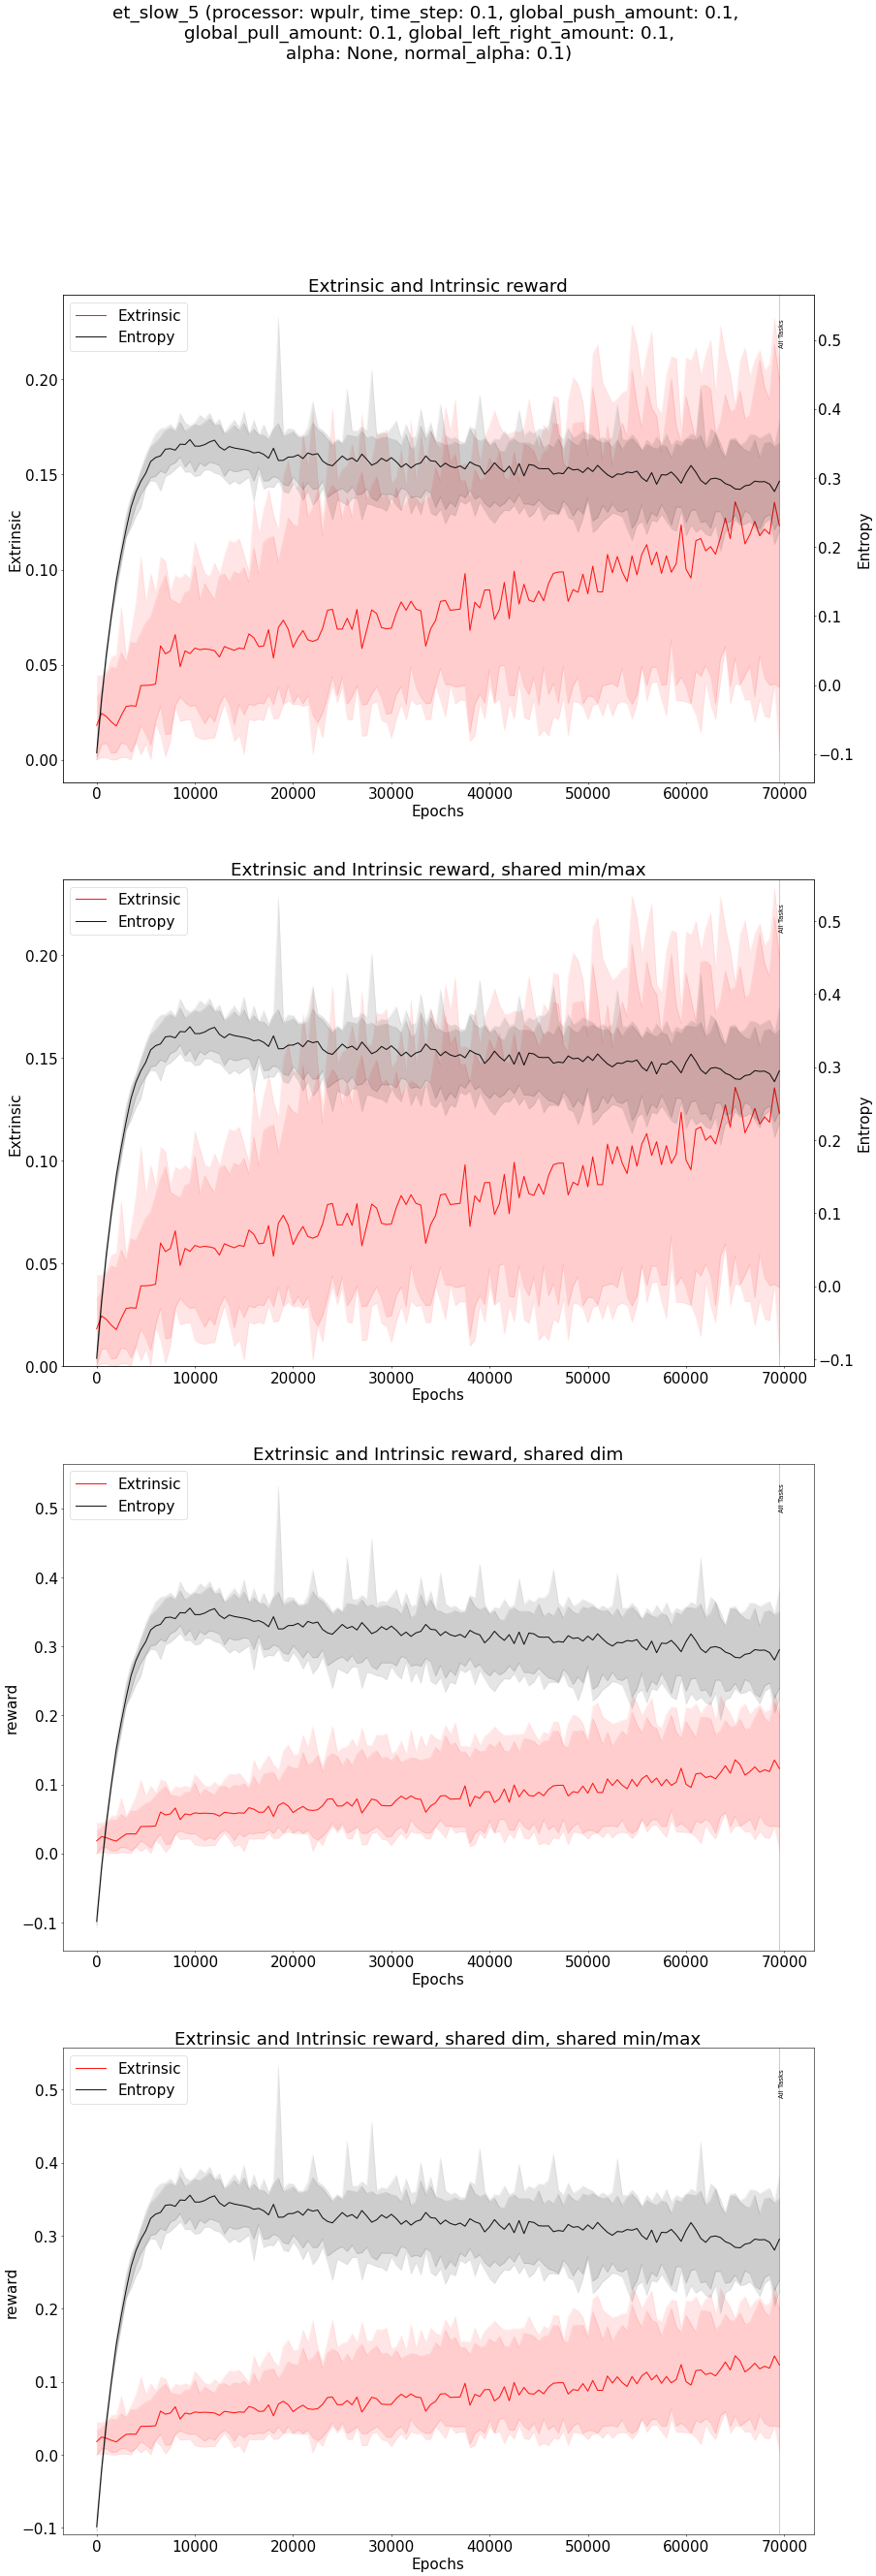 et_slow_5 (processor: wpulr, time_step: 0.1, global_push_amount: 0.1,
global_pull_amount: 0.1, global_left_right_amount: 0.1,
alpha: None, normal_alpha: 0.1)
Extrinsic and Intrinsic reward
Extrinsic
Entropy
All Tasks
0.20
0.15
0.10
0.05
0.00
Extrinsic
0.5
0.4
0.3
0.2
0.1
0.0
−0.1
Entropy
0 10000 20000 30000 40000 50000 60000 70000
Epochs
Extrinsic and Intrinsic reward, shared min/max
Extrinsic
Entropy
All Tasks
0.20
0.15
0.10
0.05
0.00
Extrinsic
0.5
0.4
0.3
0.2
0.1
0.0
−0.1
Entropy
0 10000 20000 30000 40000 50000 60000 70000
Epochs
Extrinsic and Intrinsic reward, shared dim
Extrinsic
Entropy
All Tasks
0.5
0.4
0.3
0.2
0.1
0.0
−0.1
reward
0 10000 20000 30000 40000 50000 60000 70000
Epochs
Extrinsic and Intrinsic reward, shared dim, shared min/max
Extrinsic
Entropy
All Tasks
0.5
0.4
0.3
0.2
0.1
0.0
−0.1
reward
0 10000 20000 30000 40000 50000 60000 70000
Epochs